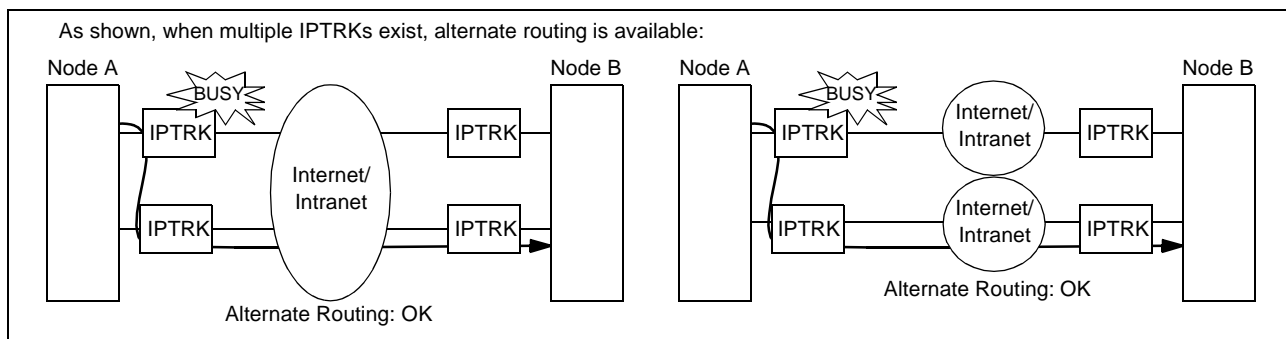 As shown, when multiple IPTRKs exist, alternate routing is available:
Node A
Node B
BUSY
IPTRK
IPTRK
Internet/
Intranet
IPTRK
IPTRK
Alternate Routing: OK
Node A
Node B
BUSY
IPTRK
Internet/
Intranet
IPTRK
IPTRK
Internet/
Intranet
IPTRK
Alternate Routing: OK